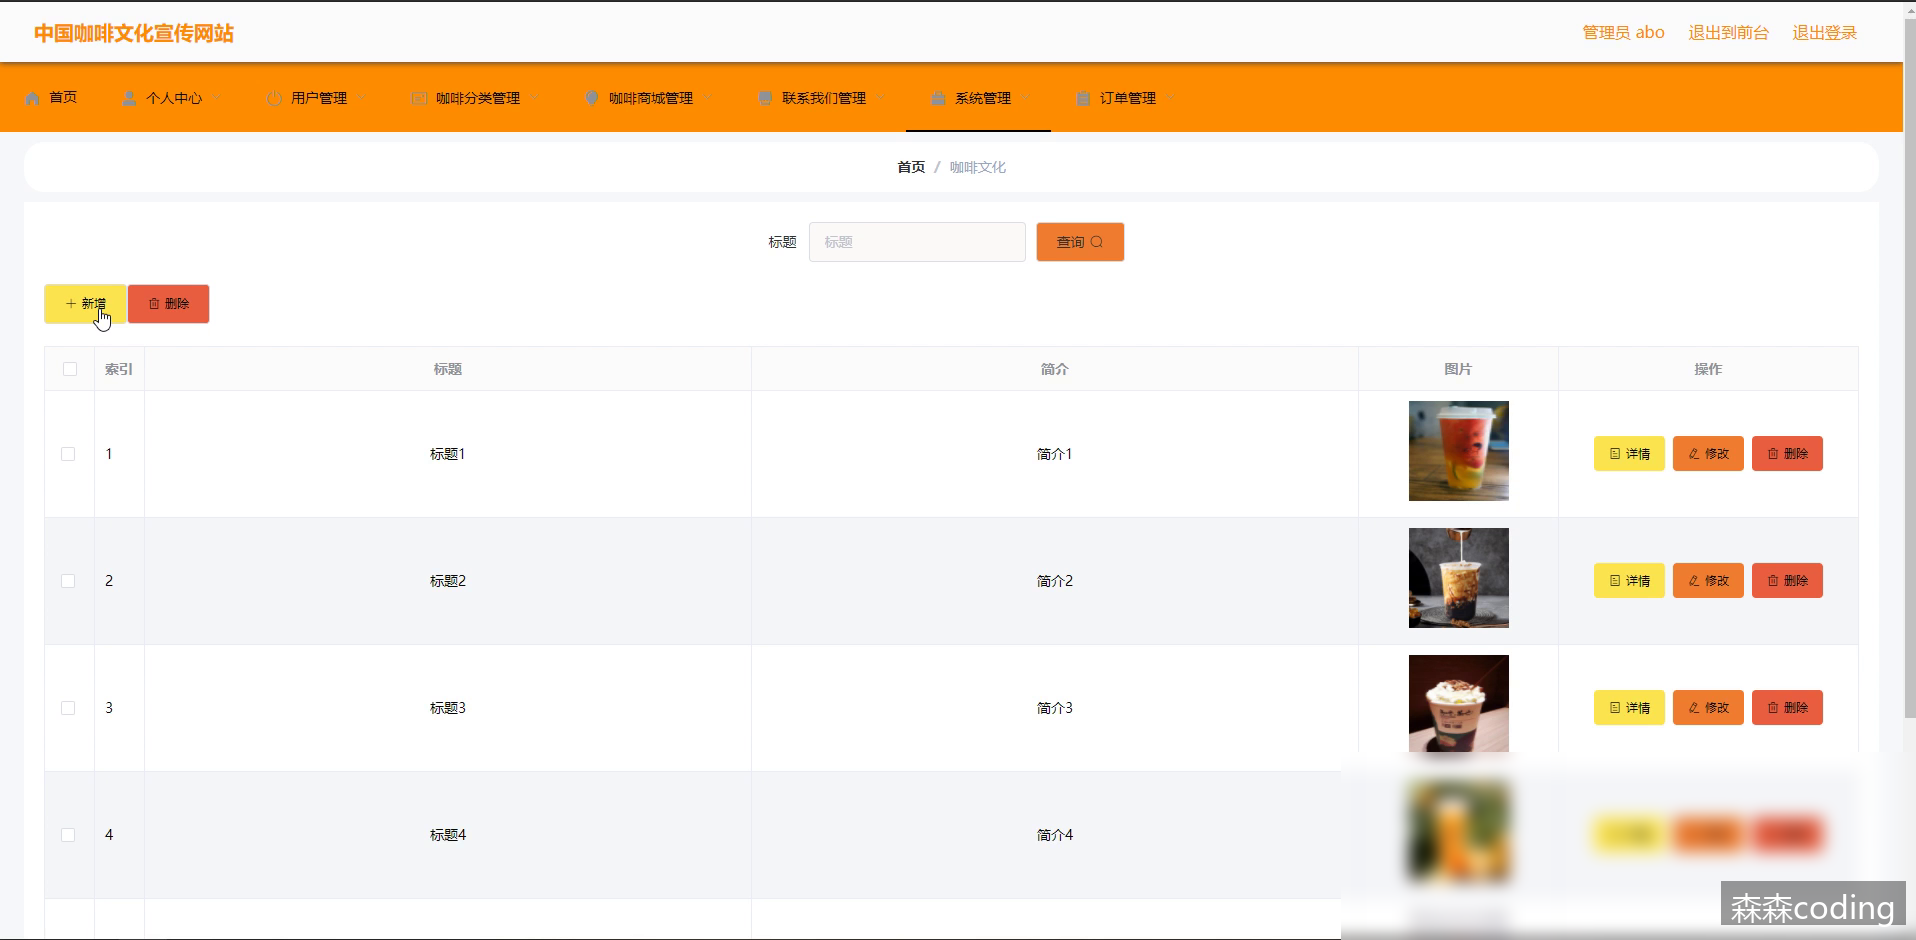 中国咖啡文化宣传网站
管理员 abo 退出到前台 退出登录
首页 个人中心 用户管理 咖啡分类管理 咖啡商城管理 联系我们管理 系统管理 订单管理
首页 / 咖啡文化
标题 标题 查询
新增 删除
索引 标题 简介 图片 操作
1 标题1 简介1 详情 修改 删除
2 标题2 简介2 详情 修改 删除
3 标题3 简介3 详情 修改 删除
4 标题4 简介4
森森coding